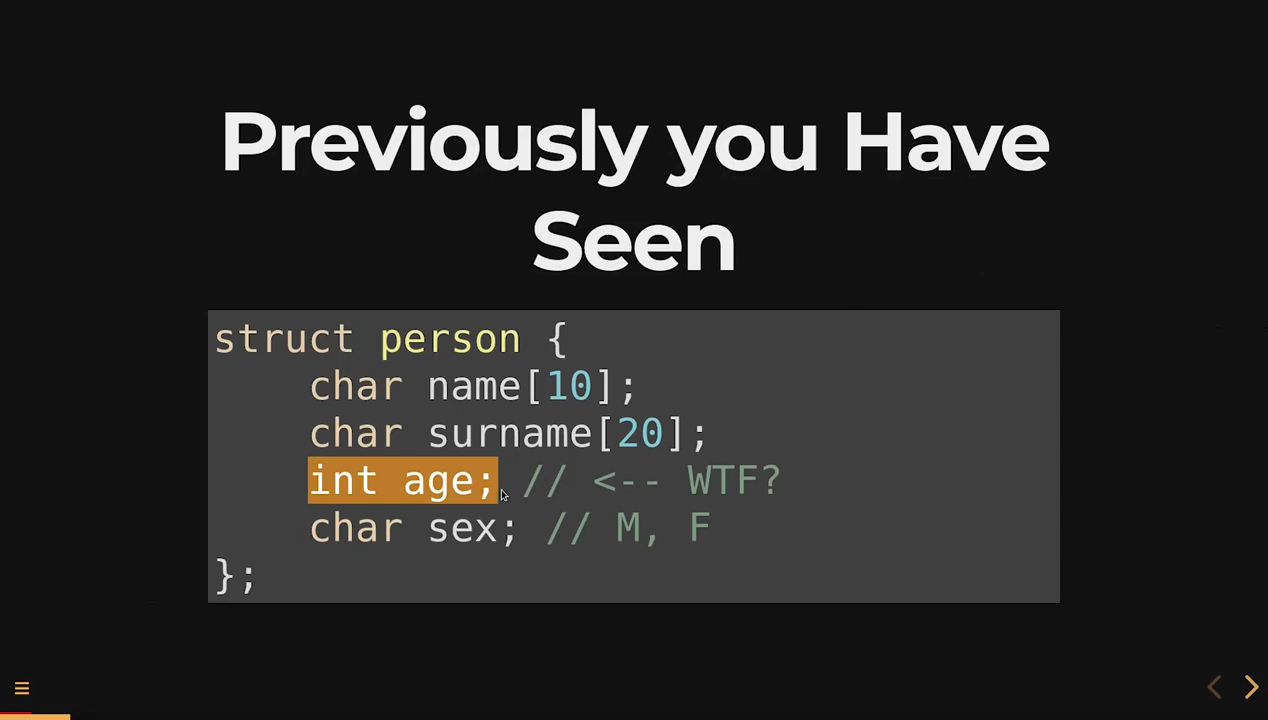 Previously you Have
Seen
struct person {
    char name[10];
    char surname[20];
    int age; // <-- WTF?
    char sex; // M, F
};